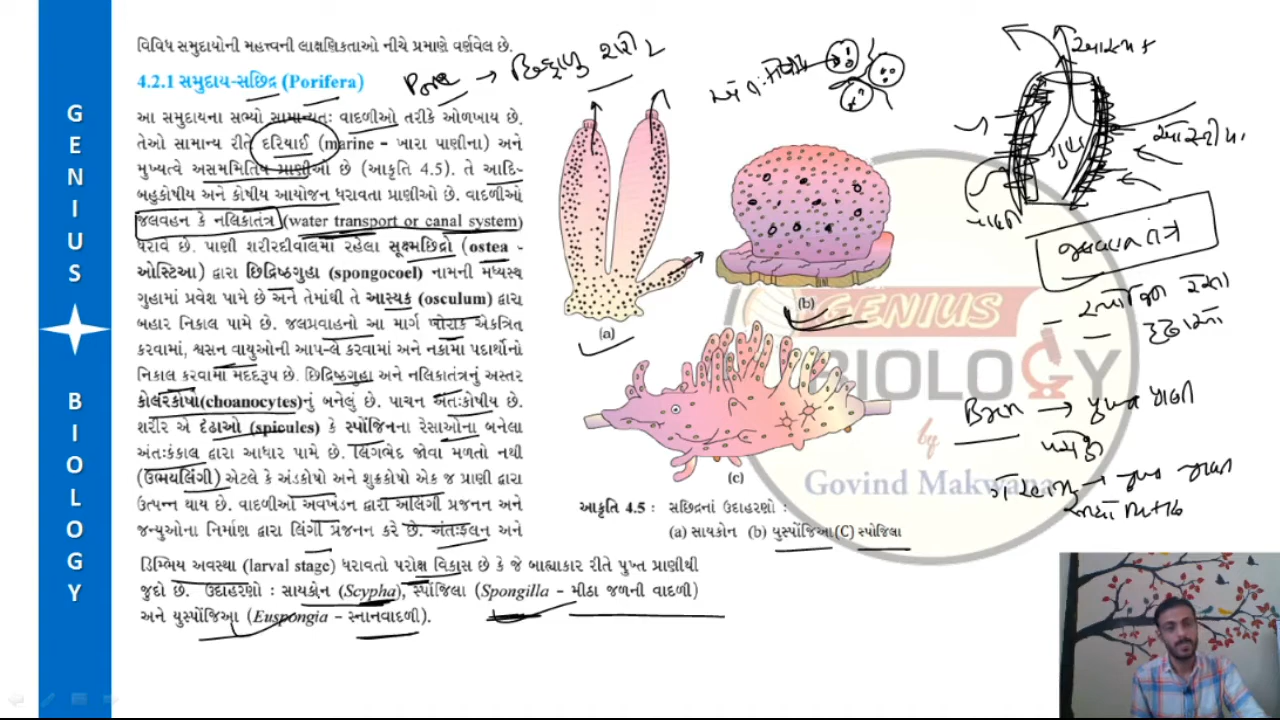 GENIUS BIOLOGY
વિવિધ સમુદાયોની મહત્ત્વની લાક્ષણિકતાઓ નીચે પ્રમાણે વર્ણવેલ છે.
4.2.1 સમુદાય-સછિદ્ર (Porifera)
આ સમુદાયના સભ્યો સામાન્યતઃ વાદળીઓ તરીકે ઓળખાય છે.
તેઓ સામાન્ય રીતે દરિયાઈ (marine - ખારા પાણીના) અને
મુખ્યત્વે અસમમિતિય પ્રાણીઓ છે (આકૃતિ 4.5). તે આદિ-
બહુકોષીય અને કોષીય આયોજન ધરાવતા પ્રાણીઓ છે. વાદળીઓ
જલવહન કે નલિકાતંત્ર (water transport or canal system)
ધરાવે છે. પાણી શરીરદીવાલમાં રહેલા સૂક્ષ્મછિદ્રો (ostea -
ઓસ્ટિઆ) દ્વારા છિદ્રિષ્ઠગુહા (spongocoel) નામની મધ્યસ્થ
ગુહામાં પ્રવેશ પામે છે અને તેમાંથી તે આસ્યક (osculum) દ્વારા
બહાર નિકાલ પામે છે. જલપ્રવાહનો આ માર્ગ ખોરાક એકત્રિત
કરવામાં, શ્વસન વાયુઓની આપ-લે કરવામાં અને નકામા પદાર્થોનો
નિકાલ કરવામાં મદદરૂપ છે. છિદ્રિષ્ઠગુહા અને નલિકાતંત્રનું અસ્તર
કોલરકોષો(choanocytes)નું બનેલું છે. પાચન અંતઃકોષીય છે.
શરીર એ દૃઢાઓ (spicules) કે સ્પોંજિનના રેસાઓના બનેલા
અંતઃકંકાલ દ્વારા આધાર પામે છે. લિંગભેદ જોવા મળતો નથી
(ઉભયલિંગી) એટલે કે અંડકોષો અને શુક્રકોષો એક જ પ્રાણી દ્વારા
ઉત્પન્ન થાય છે. વાદળીઓ અવખંડન દ્વારા અલિંગી પ્રજનન અને
જન્યુઓના નિર્માણ દ્વારા લિંગી પ્રજનન કરે છે. અંતઃફલન અને
ડિમ્ભિય અવસ્થા (larval stage) ધરાવતો પરોક્ષ વિકાસ છે કે જે બાહ્યાકાર રીતે પુખ્ત પ્રાણીથી
જુદો છે. ઉદાહરણો : સાયકોન (Scypha), સ્પોંજિલા (Spongilla - મીઠા જળની વાદળી)
અને યુસ્પોંજિઆ (Euspongia - સ્નાનવાદળી).
(a)
(b)
(c)
આકૃતિ 4.5 : સછિદ્રનાં ઉદાહરણો :
(a) સાયકોન (b) યુસ્પોંજિઆ (C) સ્પોંજિલા
આસ્યક
ગુહા
જલવહન તંત્ર
GENIUS
BIOLOGY
by
Govind Makwana